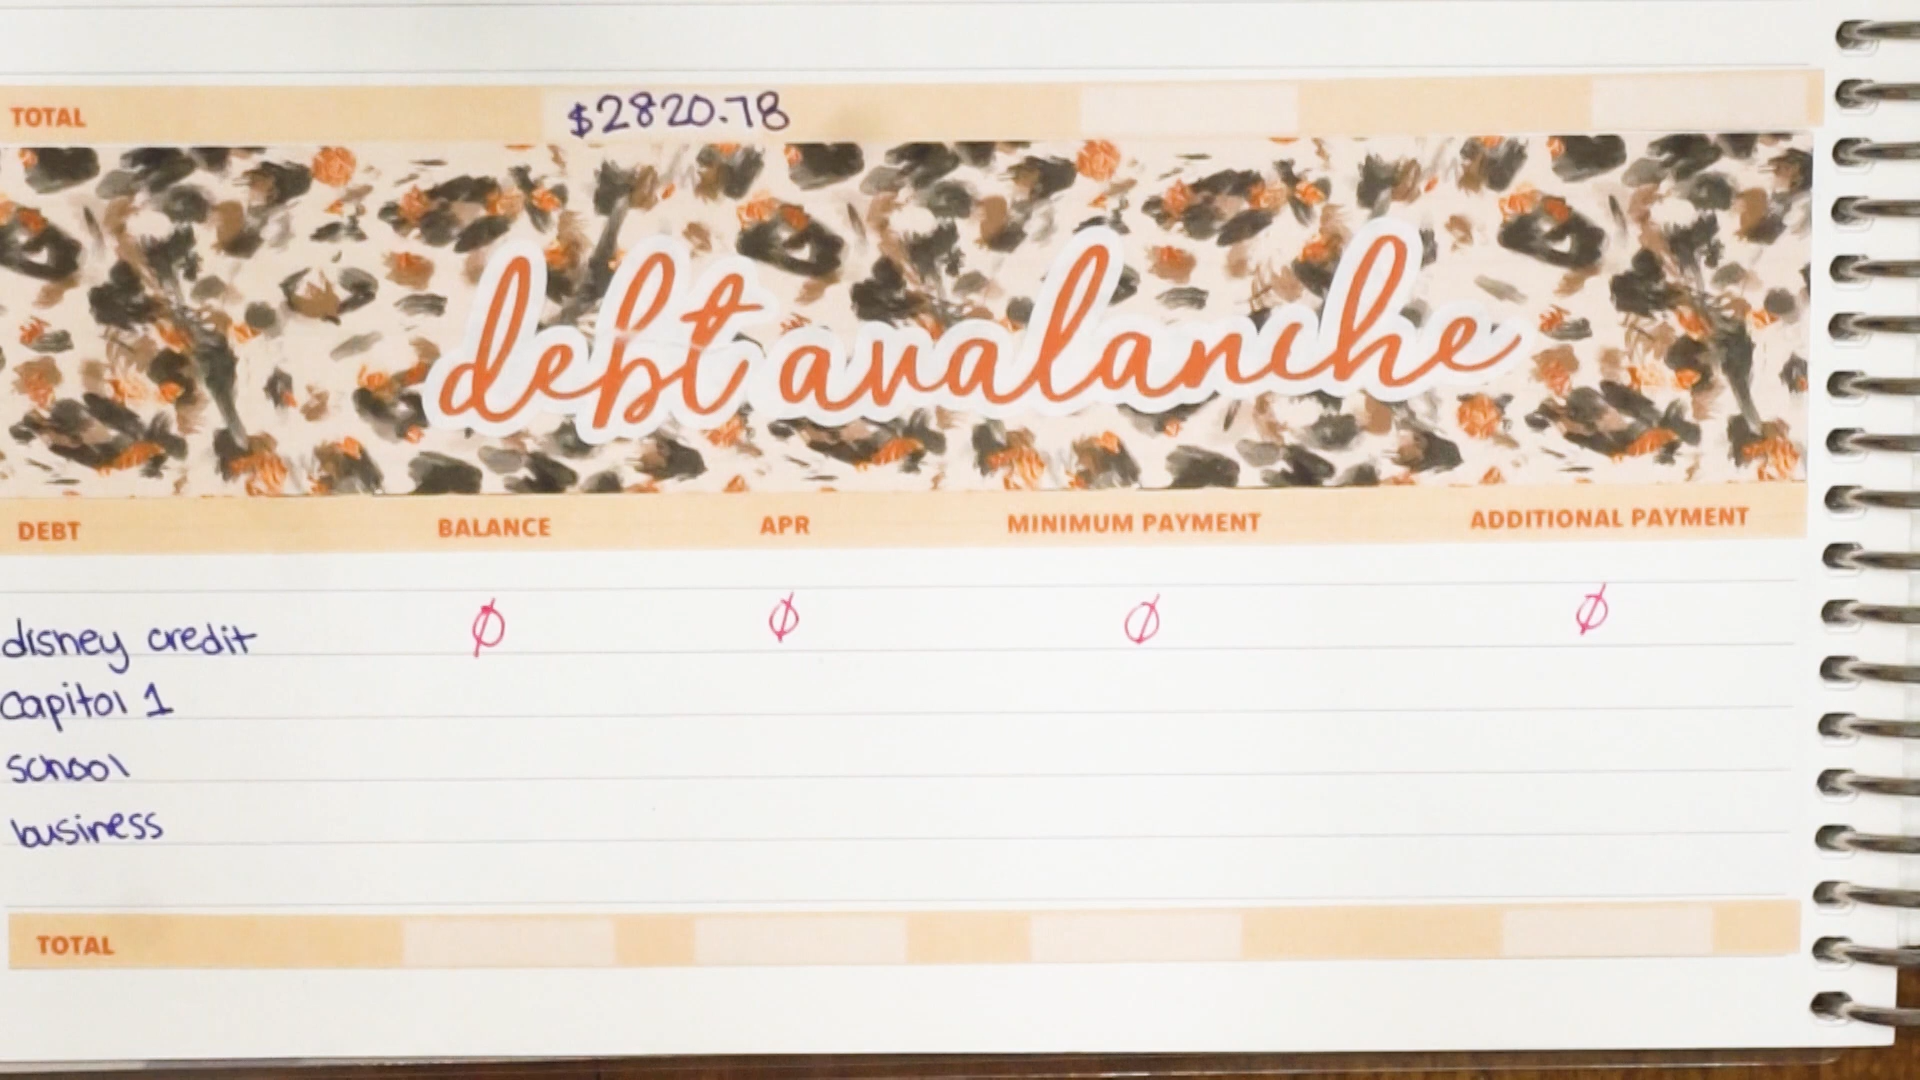 TOTAL $2820.78
debt avalanche
DEBT BALANCE APR MINIMUM PAYMENT ADDITIONAL PAYMENT
disney credit Ø Ø Ø Ø
Capitol 1
school
business
TOTAL